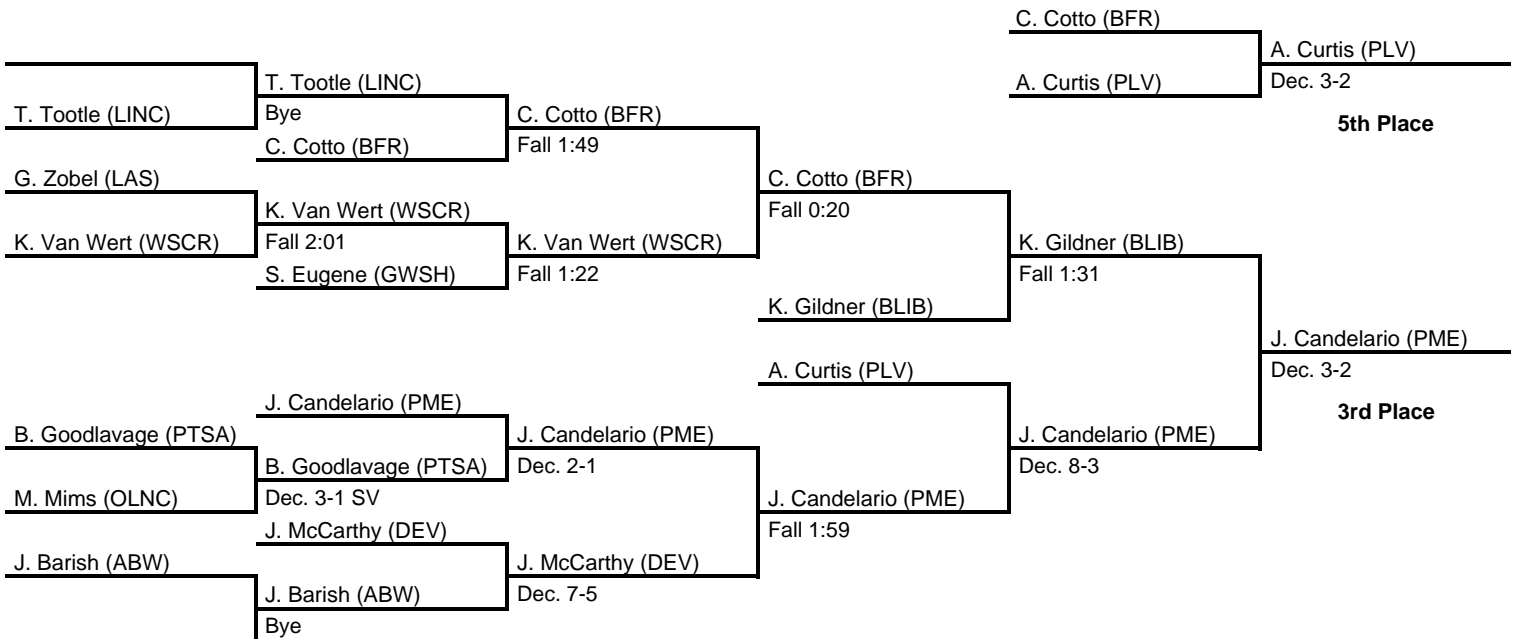 C. Cotto (BFR)
A. Curtis (PLV)
T. Tootle (LINC)
A. Curtis (PLV)
Dec. 3-2
T. Tootle (LINC)
Bye
C. Cotto (BFR)
5th Place
C. Cotto (BFR)
Fall 1:49
G. Zobel (LAS)
C. Cotto (BFR)
K. Van Wert (WSCR)
Fall 0:20
K. Van Wert (WSCR)
Fall 2:01
K. Van Wert (WSCR)
K. Gildner (BLIB)
S. Eugene (GWSH)
Fall 1:22
Fall 1:31
K. Gildner (BLIB)
J. Candelario (PME)
A. Curtis (PLV)
Dec. 3-2
J. Candelario (PME)
3rd Place
B. Goodlavage (PTSA)
J. Candelario (PME)
J. Candelario (PME)
B. Goodlavage (PTSA)
Dec. 2-1
Dec. 8-3
M. Mims (OLNC)
Dec. 3-1 SV
J. Candelario (PME)
J. McCarthy (DEV)
Fall 1:59
J. Barish (ABW)
J. McCarthy (DEV)
J. Barish (ABW)
Dec. 7-5
Bye